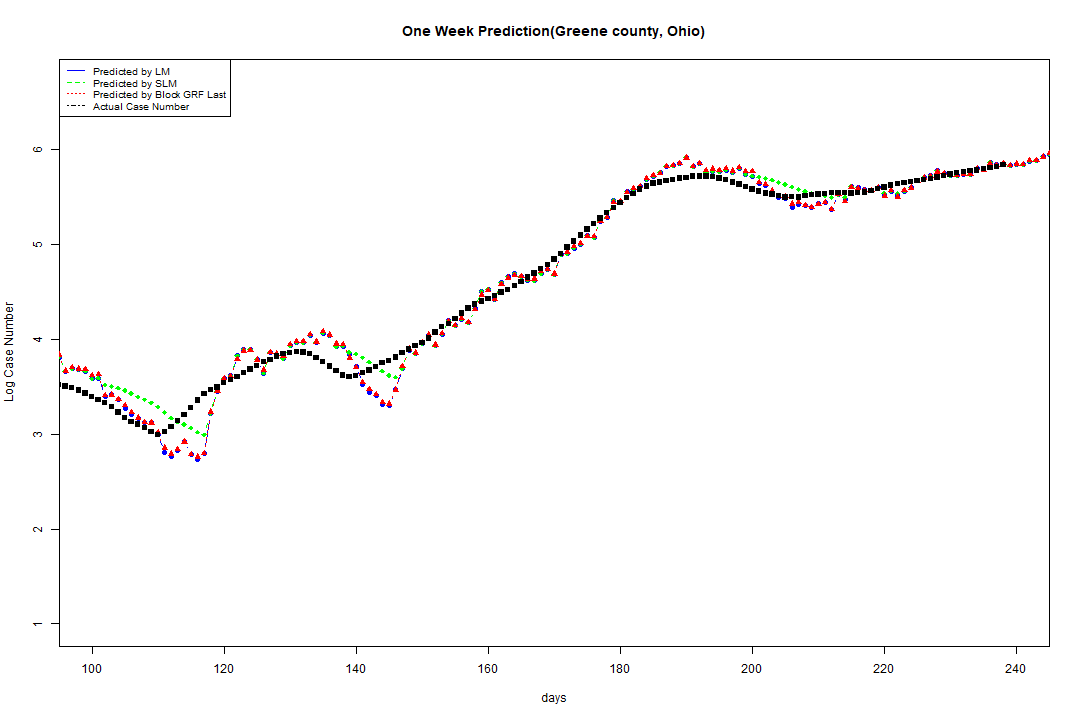 One Week Prediction(Greene county, Ohio)
Predicted by LM
Predicted by SLM
Predicted by Block GRF Last
Actual Case Number
6
5
4
3
2
1
Log Case Number
100 120 140 160 180 200 220 240
days